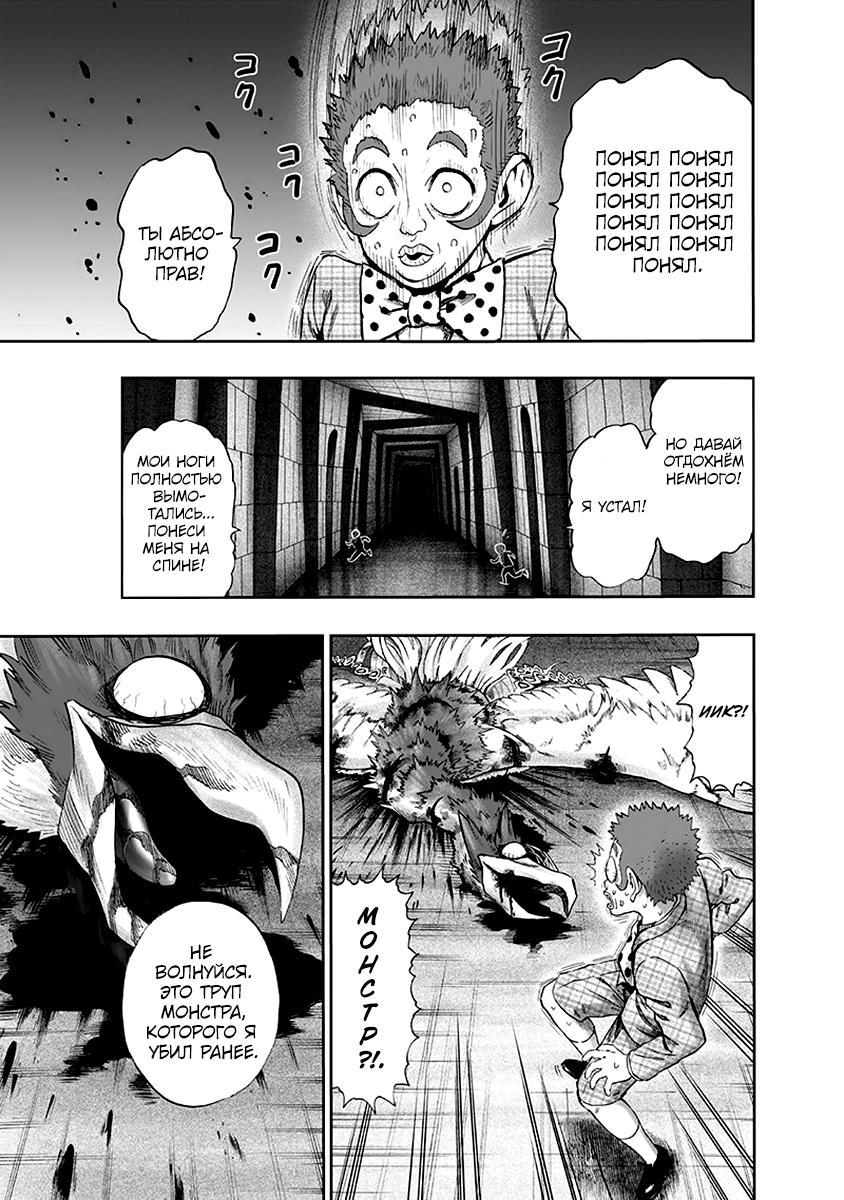 ПОНЯЛ ПОНЯЛ
ПОНЯЛ ПОНЯЛ
ПОНЯЛ ПОНЯЛ
ПОНЯЛ ПОНЯЛ
ПОНЯЛ ПОНЯЛ
ПОНЯЛ.
コク
コク
コク
コク
ТЫ АБСО-
ЛЮТНО
ПРАВ!
НО ДАВАЙ
ОТДОХНЁМ
НЕМНОГО!
Я УСТАЛ!
МОИ НОГИ
ПОЛНОСТЬЮ
ВЫМО-
ТАЛИСЬ...
ПОНЕСИ
МЕНЯ НА
СПИНЕ!
ИИК?!
МОНСТР?!.
НЕ
ВОЛНУЙСЯ.
ЭТО ТРУП
МОНСТРА,
КОТОРОГО Я
УБИЛ РАНЕЕ.